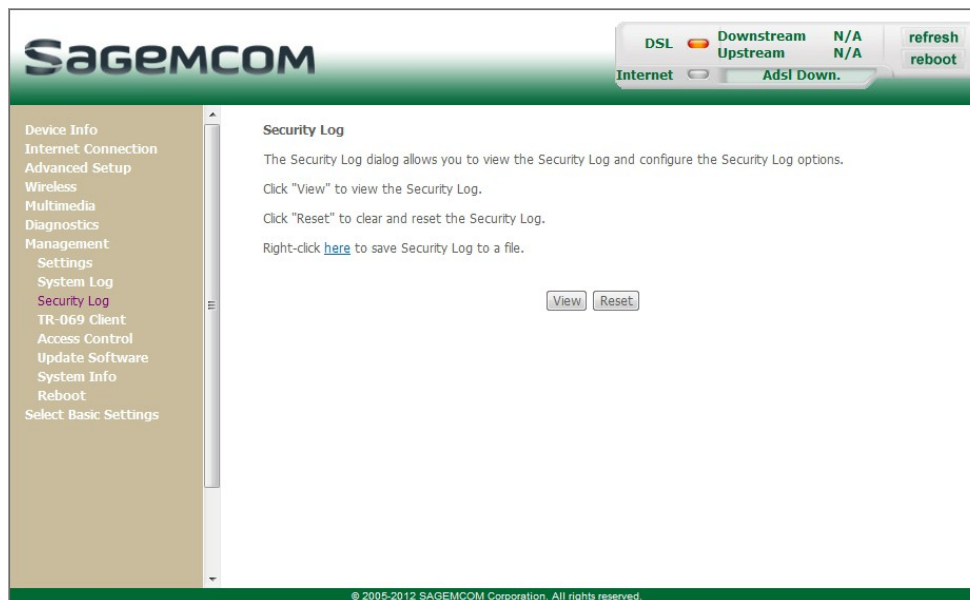 SAGEMCOM
DSL Downstream N/A
Upstream N/A
Internet Adsl Down.
refresh
reboot
Device Info
Internet Connection
Advanced Setup
Wireless
Multimedia
Diagnostics
Management
Settings
System Log
Security Log
TR-069 Client
Access Control
Update Software
System Info
Reboot
Select Basic Settings
Security Log
The Security Log dialog allows you to view the Security Log and configure the Security Log options.
Click "View" to view the Security Log.
Click "Reset" to clear and reset the Security Log.
Right-click here to save Security Log to a file.
View Reset
© 2005-2012 SAGEMCOM Corporation. All rights reserved.